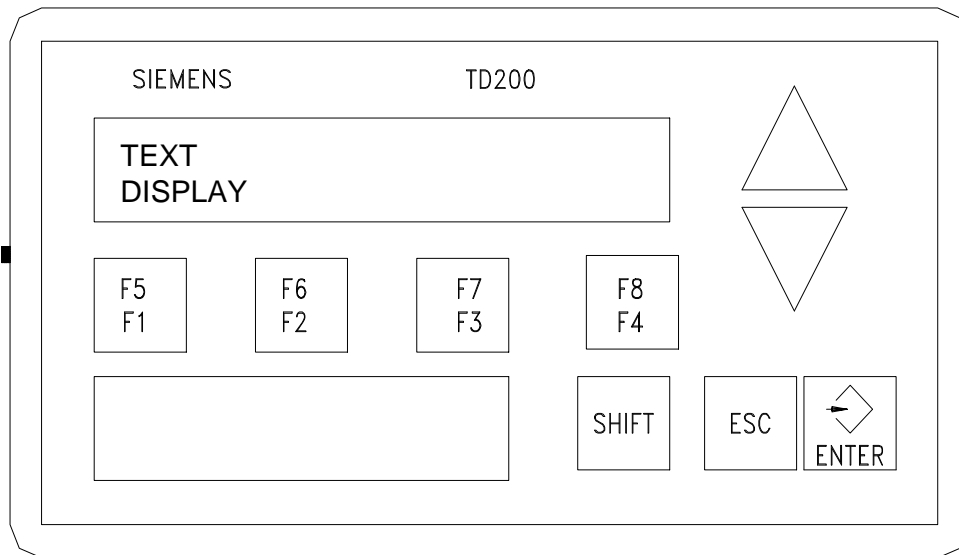 SIEMENS TD200
TEXT
DISPLAY
F5 F6 F7 F8
F1 F2 F3 F4
SHIFT ESC
ENTER